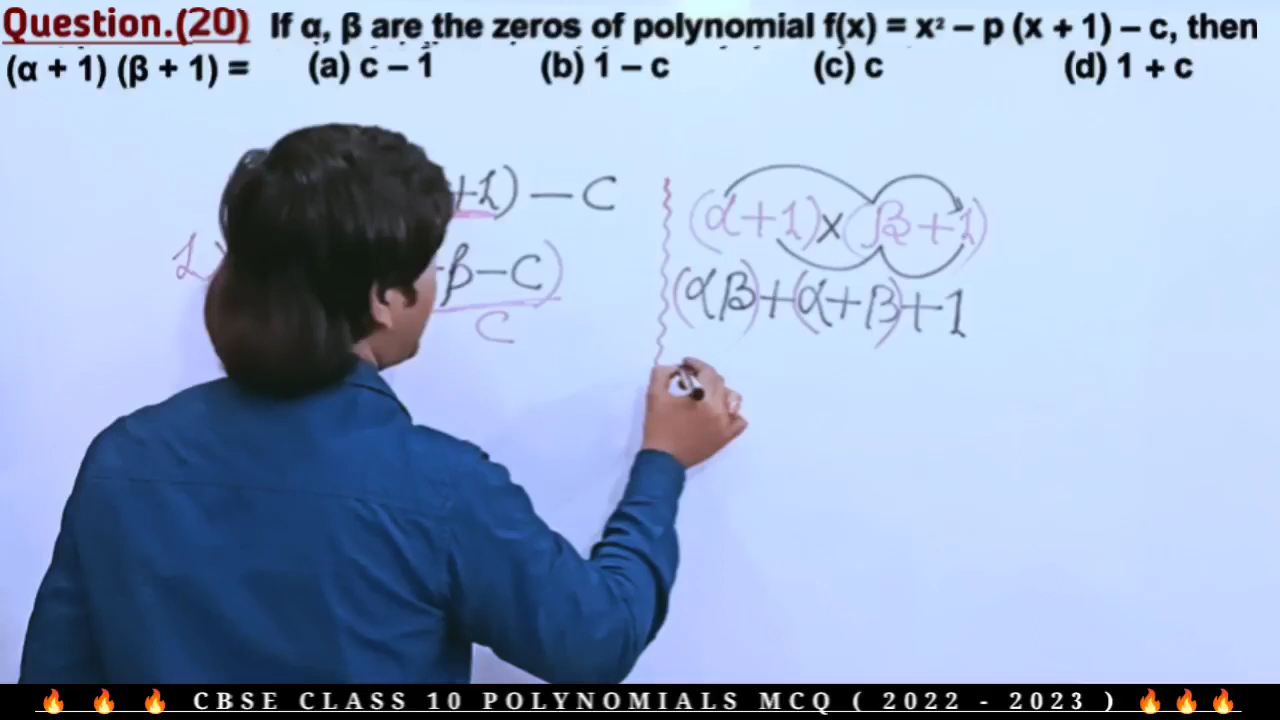 Question.(20) If α, β are the zeros of polynomial f(x) = x² – p (x + 1) – c, then
(α + 1) (β + 1) = (a) c – 1 (b) 1 – c (c) c (d) 1 + c
+1) – C
(α+1)×(β+1)
1
β–C)
(αβ)+(α+β)+1
C
🔥 🔥 🔥 CBSE CLASS 10 POLYNOMIALS MCQ ( 2022 - 2023 ) 🔥🔥🔥